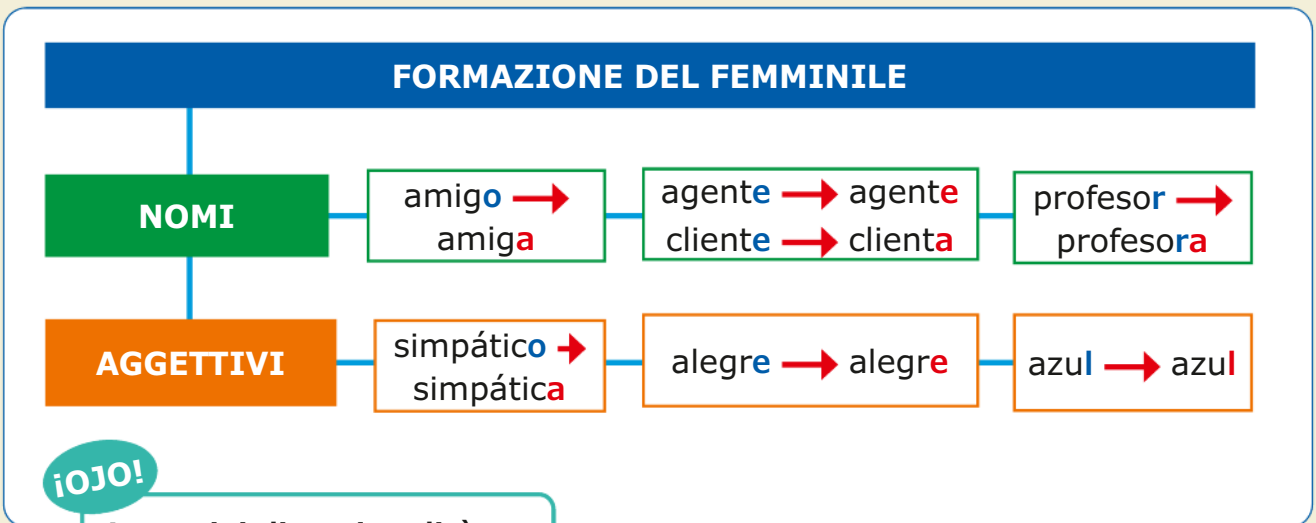 FORMAZIONE DEL FEMMINILE
NOMI
amigo →
amiga
agente → agente
cliente → clienta
profesor →
profesora
AGGETTIVI
simpático →
simpática
alegre → alegre
azul → azul
¡OJO!